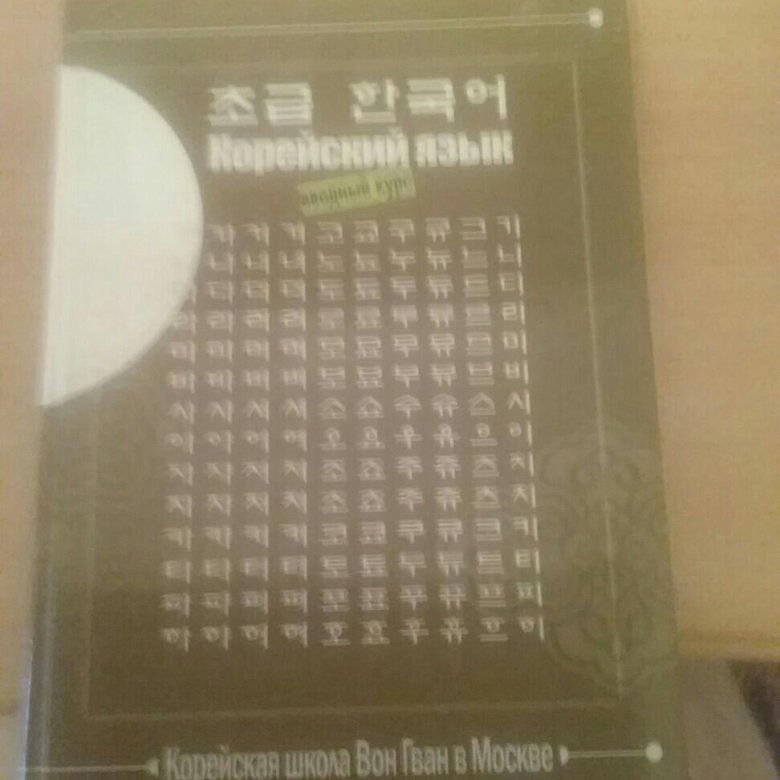 초급 한국어
Корейский язык
вводный курс
갸 거 겨 고 교 구 규 그 기
냐 너 녀 노 뇨 누 뉴 느 니
댜 더 뎌 도 됴 두 듀 드 디
라 랴 러 려 로 료 루 류 르 리
마 먀 머 며 모 묘 무 뮤 므 미
바 뱌 버 벼 보 뵤 부 뷰 브 비
사 샤 서 셔 소 쇼 수 슈 스 시
아 야 어 여 오 요 우 유 으 이
자 쟈 저 져 조 죠 주 쥬 즈 지
차 챠 처 쳐 초 쵸 추 츄 츠 치
카 캬 커 켜 코 쿄 쿠 큐 크 키
타 탸 터 텨 토 툐 투 튜 트 티
파 퍄 퍼 펴 포 표 푸 퓨 프 피
하 햐 허 혀 호 효 후 휴 흐 히
Корейская школа Вон Гван в Москве